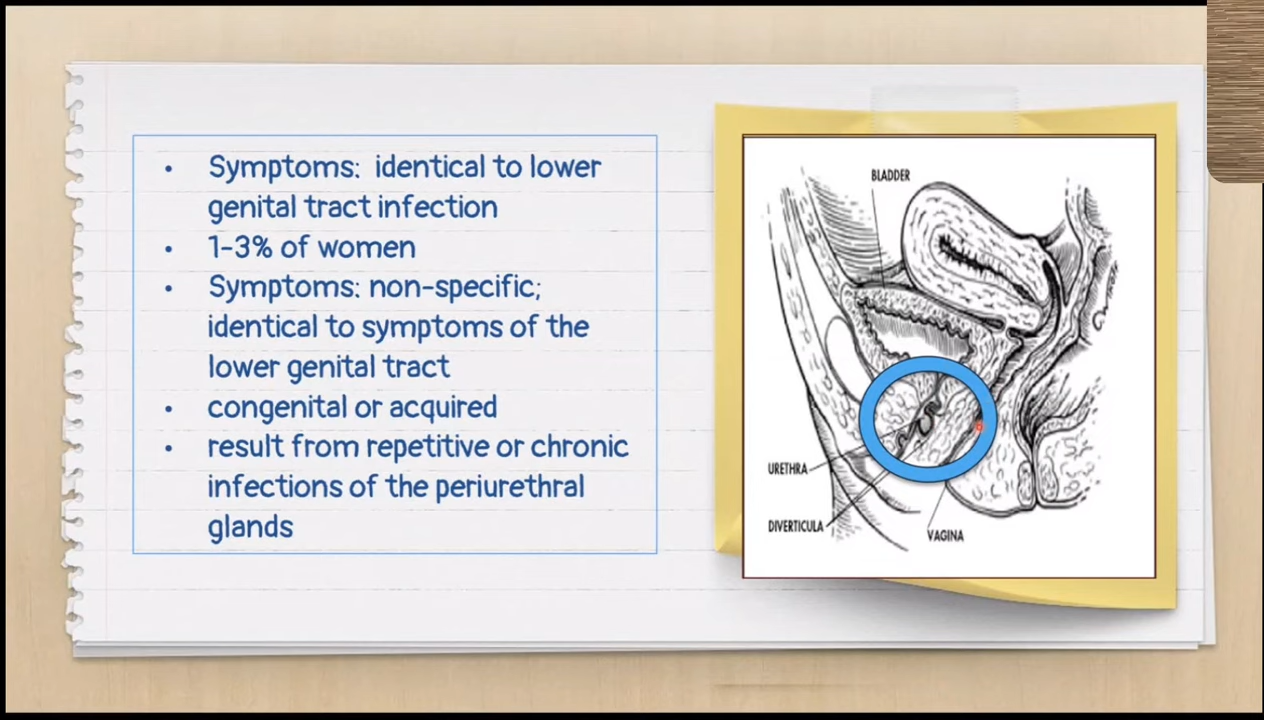 • Symptoms: identical to lower
genital tract infection
• 1-3% of women
• Symptoms: non-specific;
identical to symptoms of the
lower genital tract
• congenital or acquired
• result from repetitive or chronic
infections of the periurethral
glands
BLADDER
URETHRA
DIVERTICULA
VAGINA